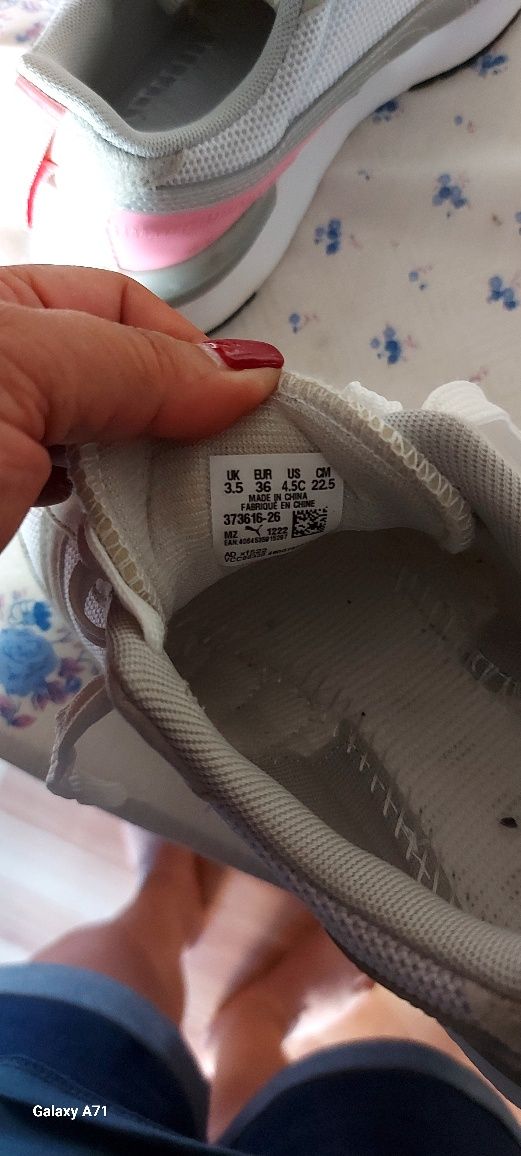 UK EUR US CM
3.5 36 4.5C 22.5
MADE IN CHINA
FABRIQUÉ EN CHINE
373616-26
MZ 1222
Galaxy A71